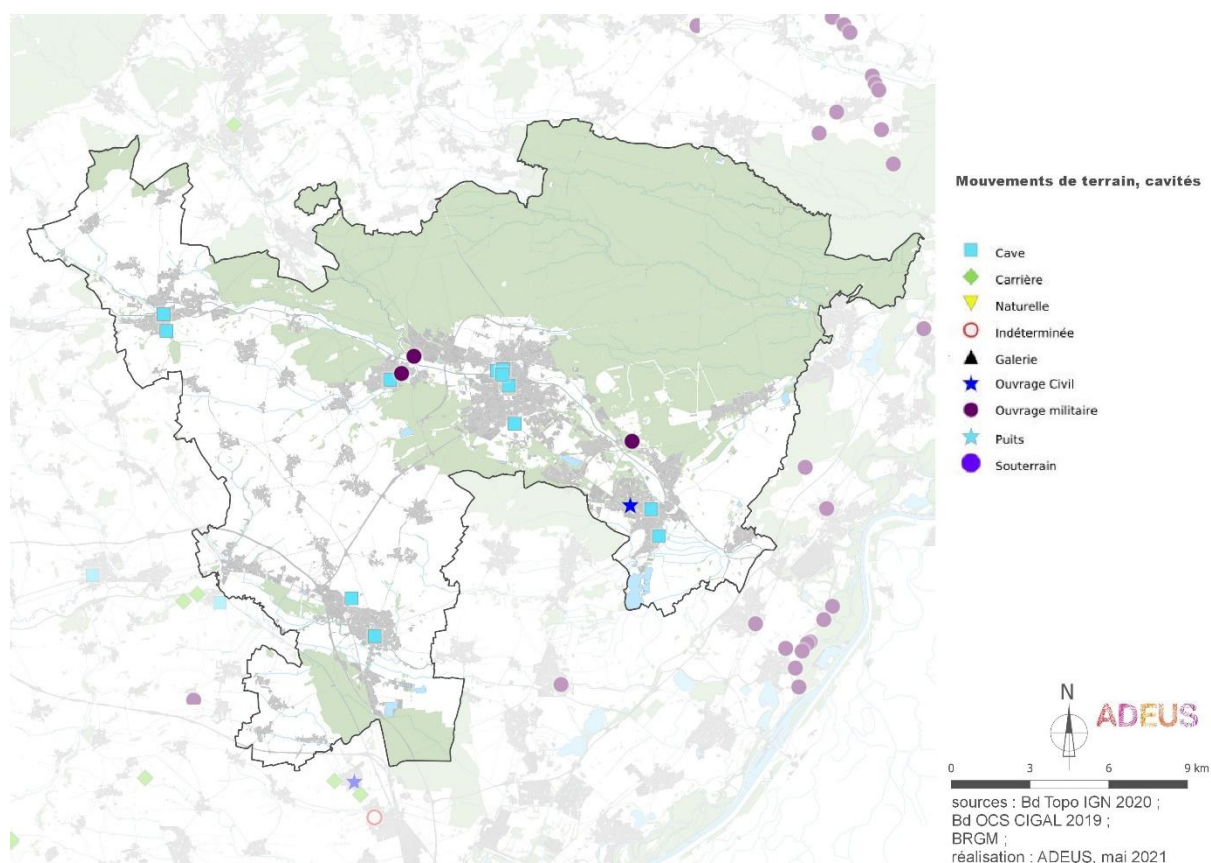 Mouvements de terrain, cavités
Cave
Carrière
Naturelle
Indéterminée
Galerie
Ouvrage Civil
Ouvrage militaire
Puits
Souterrain
N
ADEUS
0 3 6 9 km
sources : Bd Topo IGN 2020 ;
Bd OCS CIGAL 2019 ;
BRGM ;
réalisation : ADEUS, mai 2021